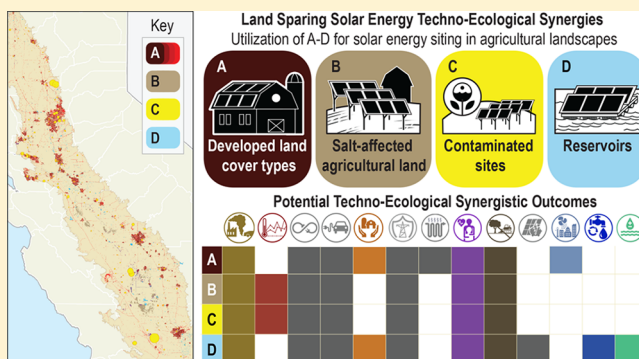 Key
A
B
C
D
Land Sparing Solar Energy Techno-Ecological Synergies
Utilization of A-D for solar energy siting in agricultural landscapes
A
Developed land
cover types
B
Salt-affected
agricultural land
C
Contaminated
sites
D
Reservoirs
Potential Techno-Ecological Synergistic Outcomes
A
B
C
D